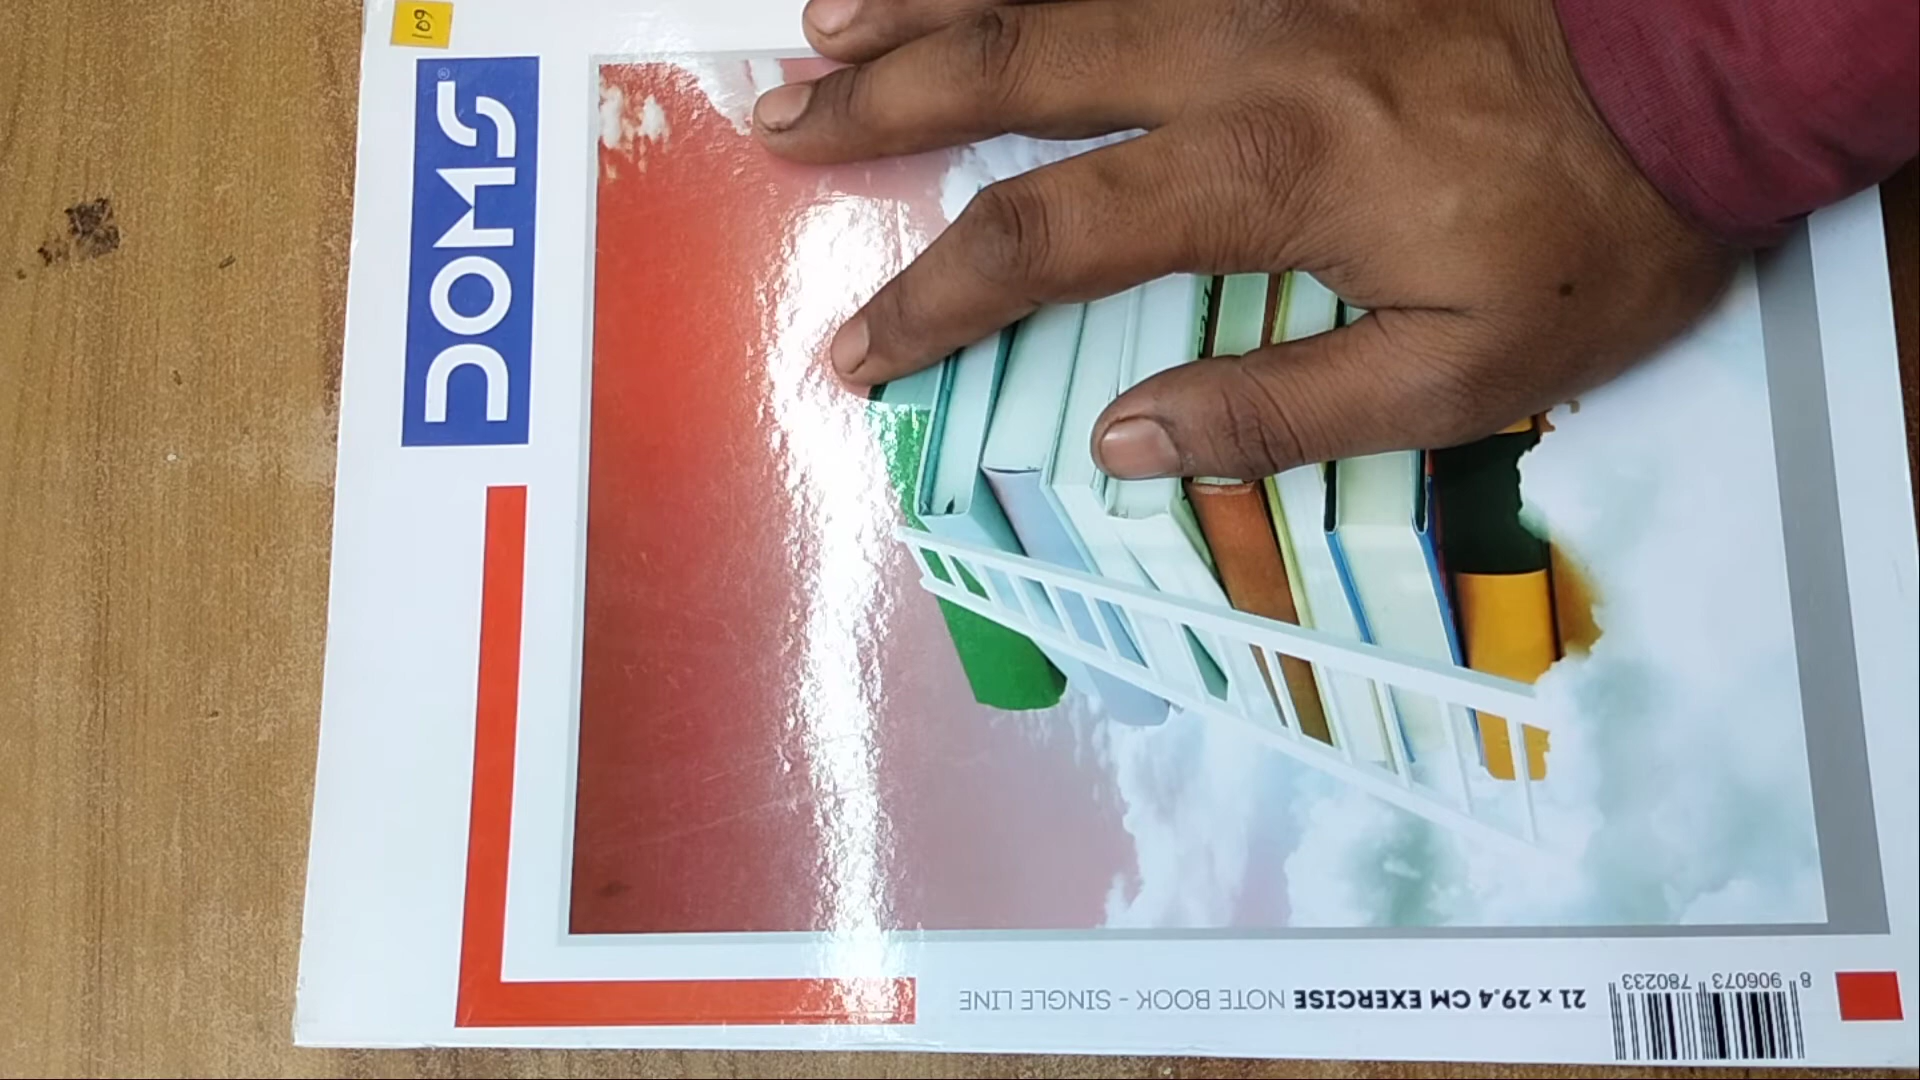 DOMS
21 x 29.4 CM EXERCISE NOTE BOOK - SINGLE LINE
8 906073 780233